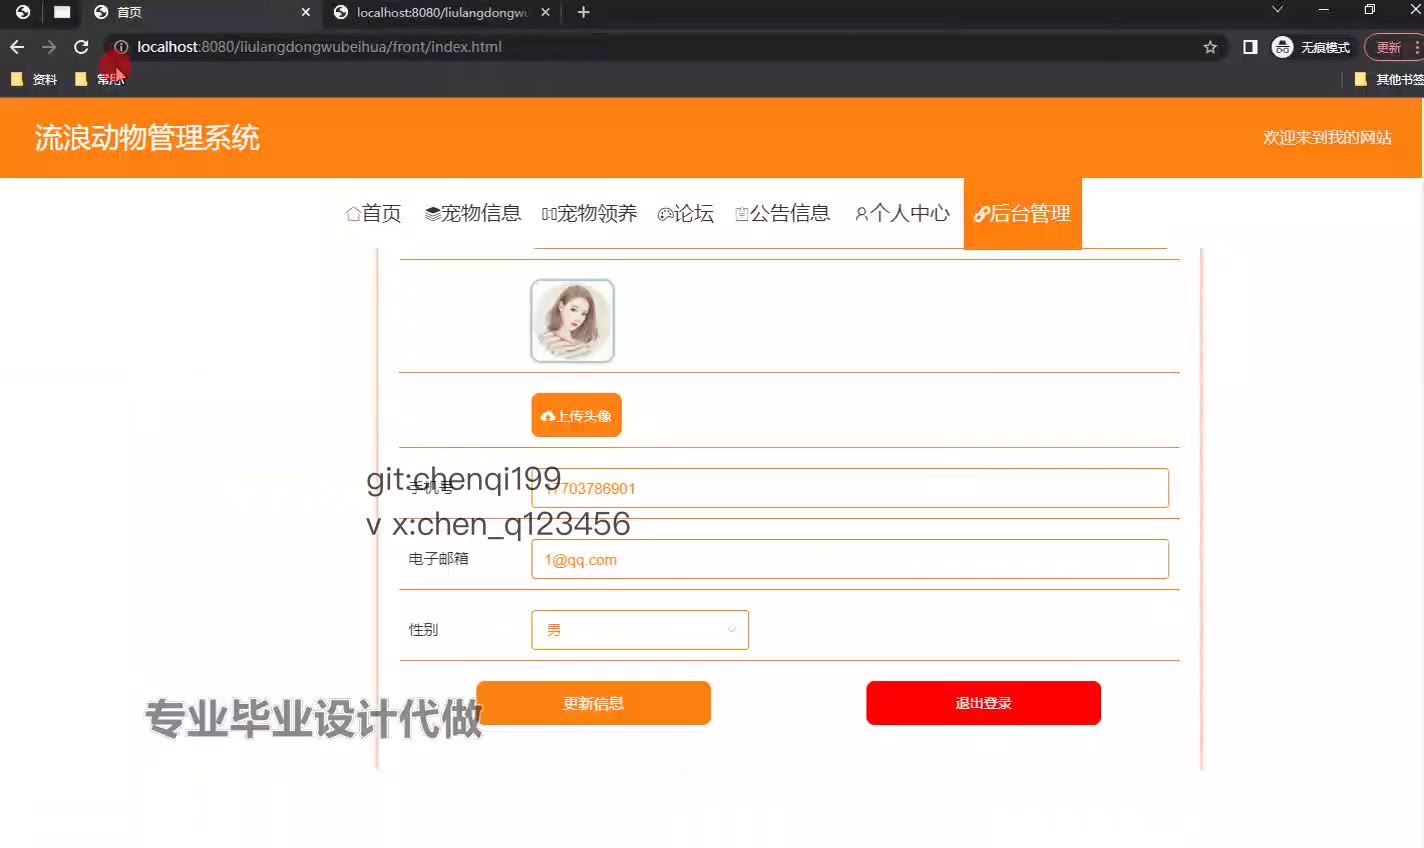 首页
localhost:8080/liulangdongwu
localhost:8080/liulangdongwubeihua/front/index.html
无痕模式
更新
资料
常用
其他书签
流浪动物管理系统
欢迎来到我的网站
首页
宠物信息
宠物领养
论坛
公告信息
个人中心
后台管理
上传头像
git:chenqi199
手机号
17703786901
v x:chen_q123456
电子邮箱
1@qq.com
性别
男
专业毕业设计代做
更新信息
退出登录